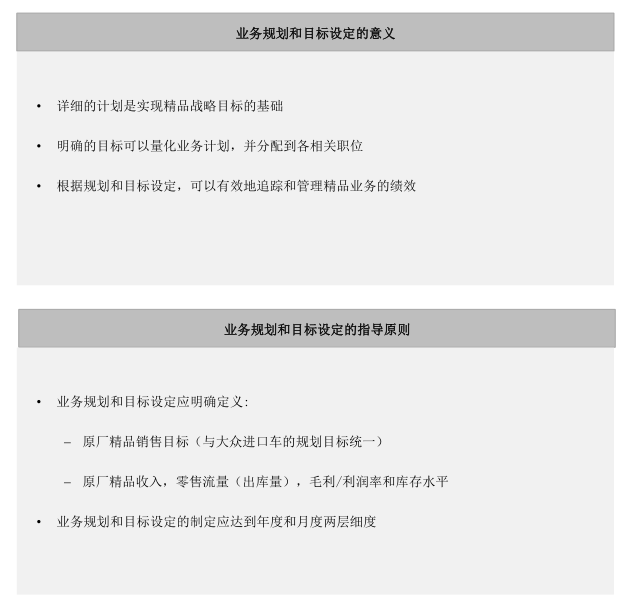 业务规划和目标设定的意义
• 详细的计划是实现精品战略目标的基础
• 明确的目标可以量化业务计划，并分配到各相关职位
• 根据规划和目标设定，可以有效地追踪和管理精品业务的绩效
业务规划和目标设定的指导原则
• 业务规划和目标设定应明确定义：
– 原厂精品销售目标（与大众进口车的规划目标统一）
– 原厂精品收入，零售流量（出库量），毛利/利润率和库存水平
• 业务规划和目标设定的制定应达到年度和月度两层细度